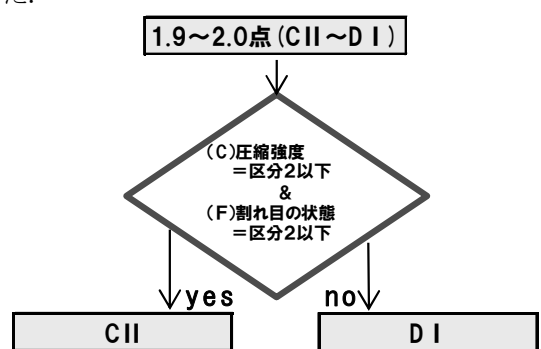 た.
1.9～2.0点(CII～DⅠ)
(C)圧縮強度
＝区分2以下
&
(F)割れ目の状態
＝区分2以下
yes
no
CII
DⅠ